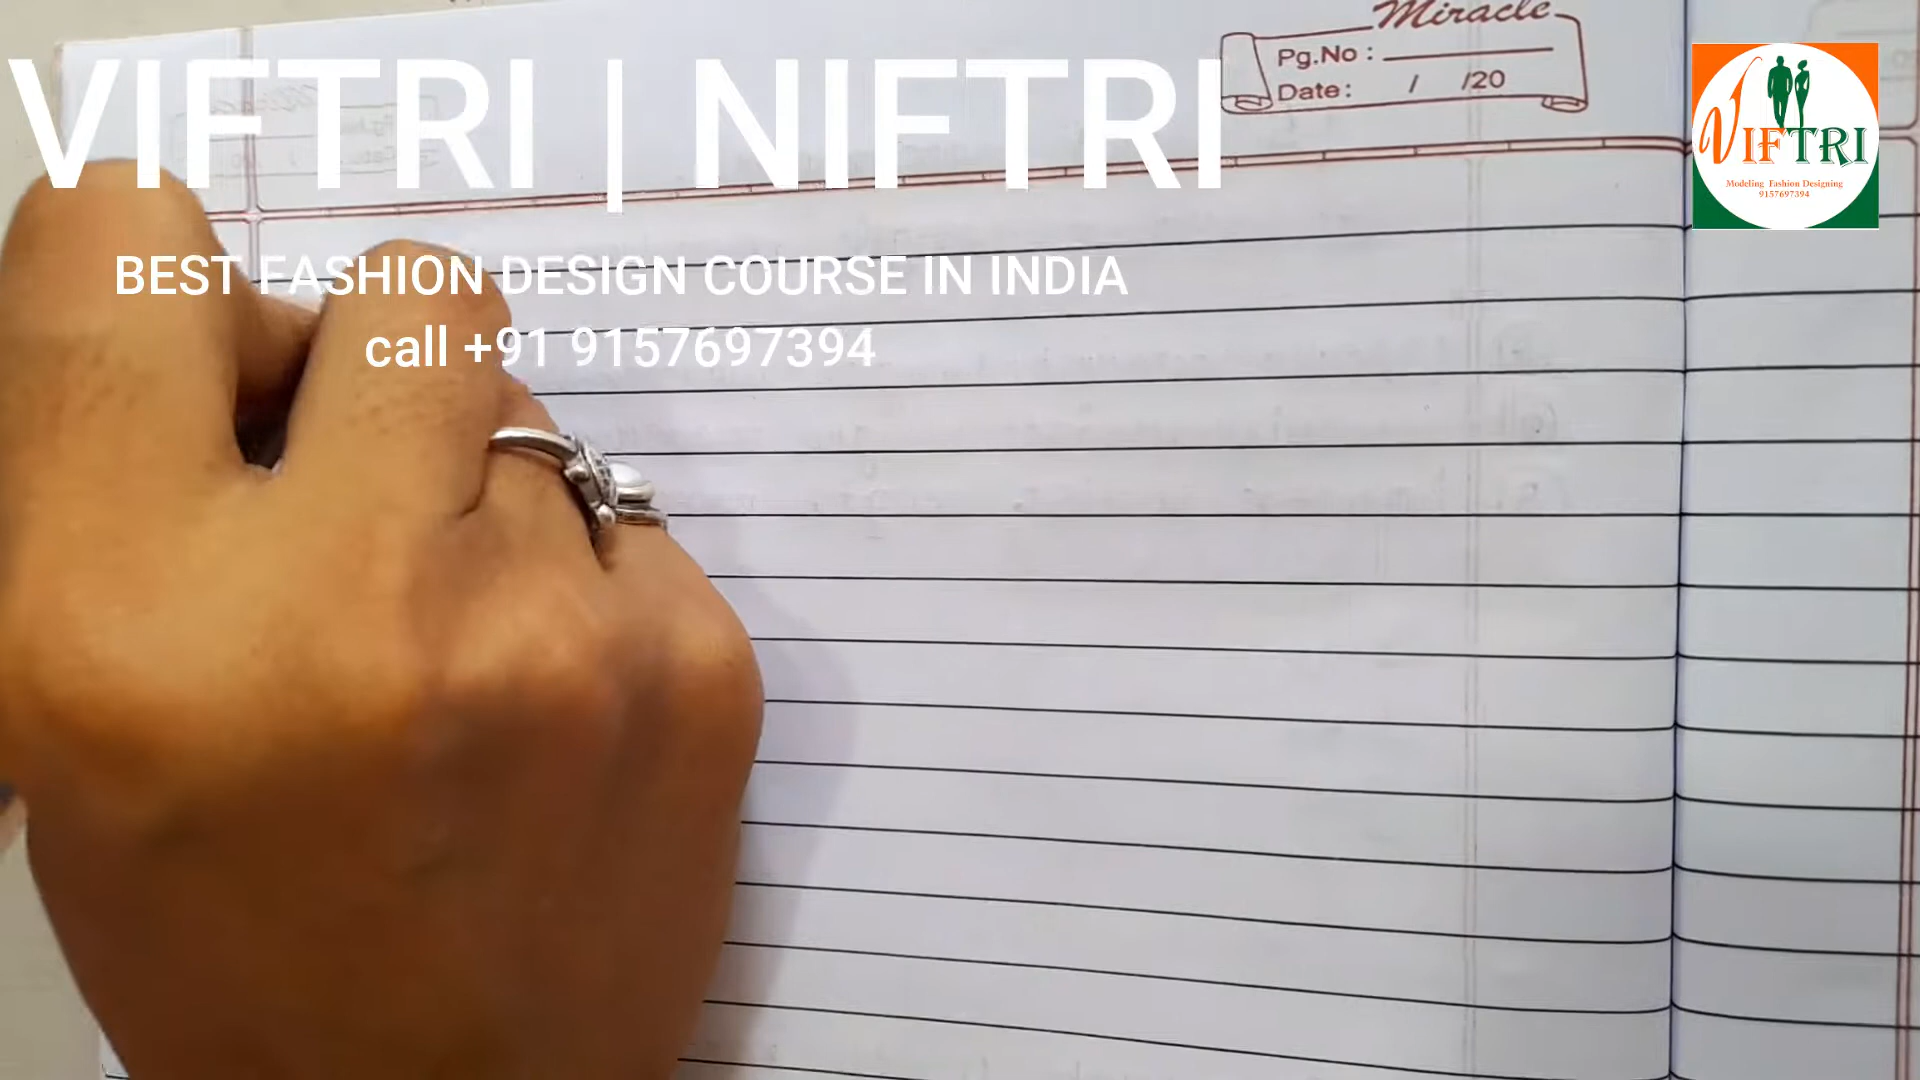 Miracle
Pg.No :
Date: / /20
VIFTRI | NIFTRI
BEST FASHION DESIGN COURSE IN INDIA
call +91 9157697394
VIFTRI
Modeling Fashion Designing
9157697394